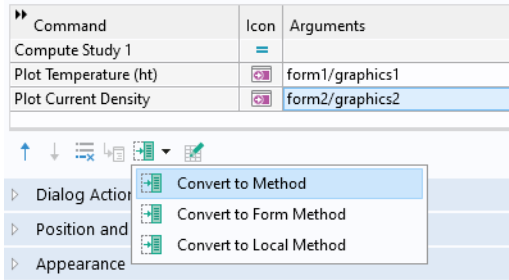 Command Icon Arguments
Compute Study 1 =
Plot Temperature (ht) form1/graphics1
Plot Current Density form2/graphics2
Convert to Method
Dialog Action
Convert to Form Method
Position and
Convert to Local Method
Appearance